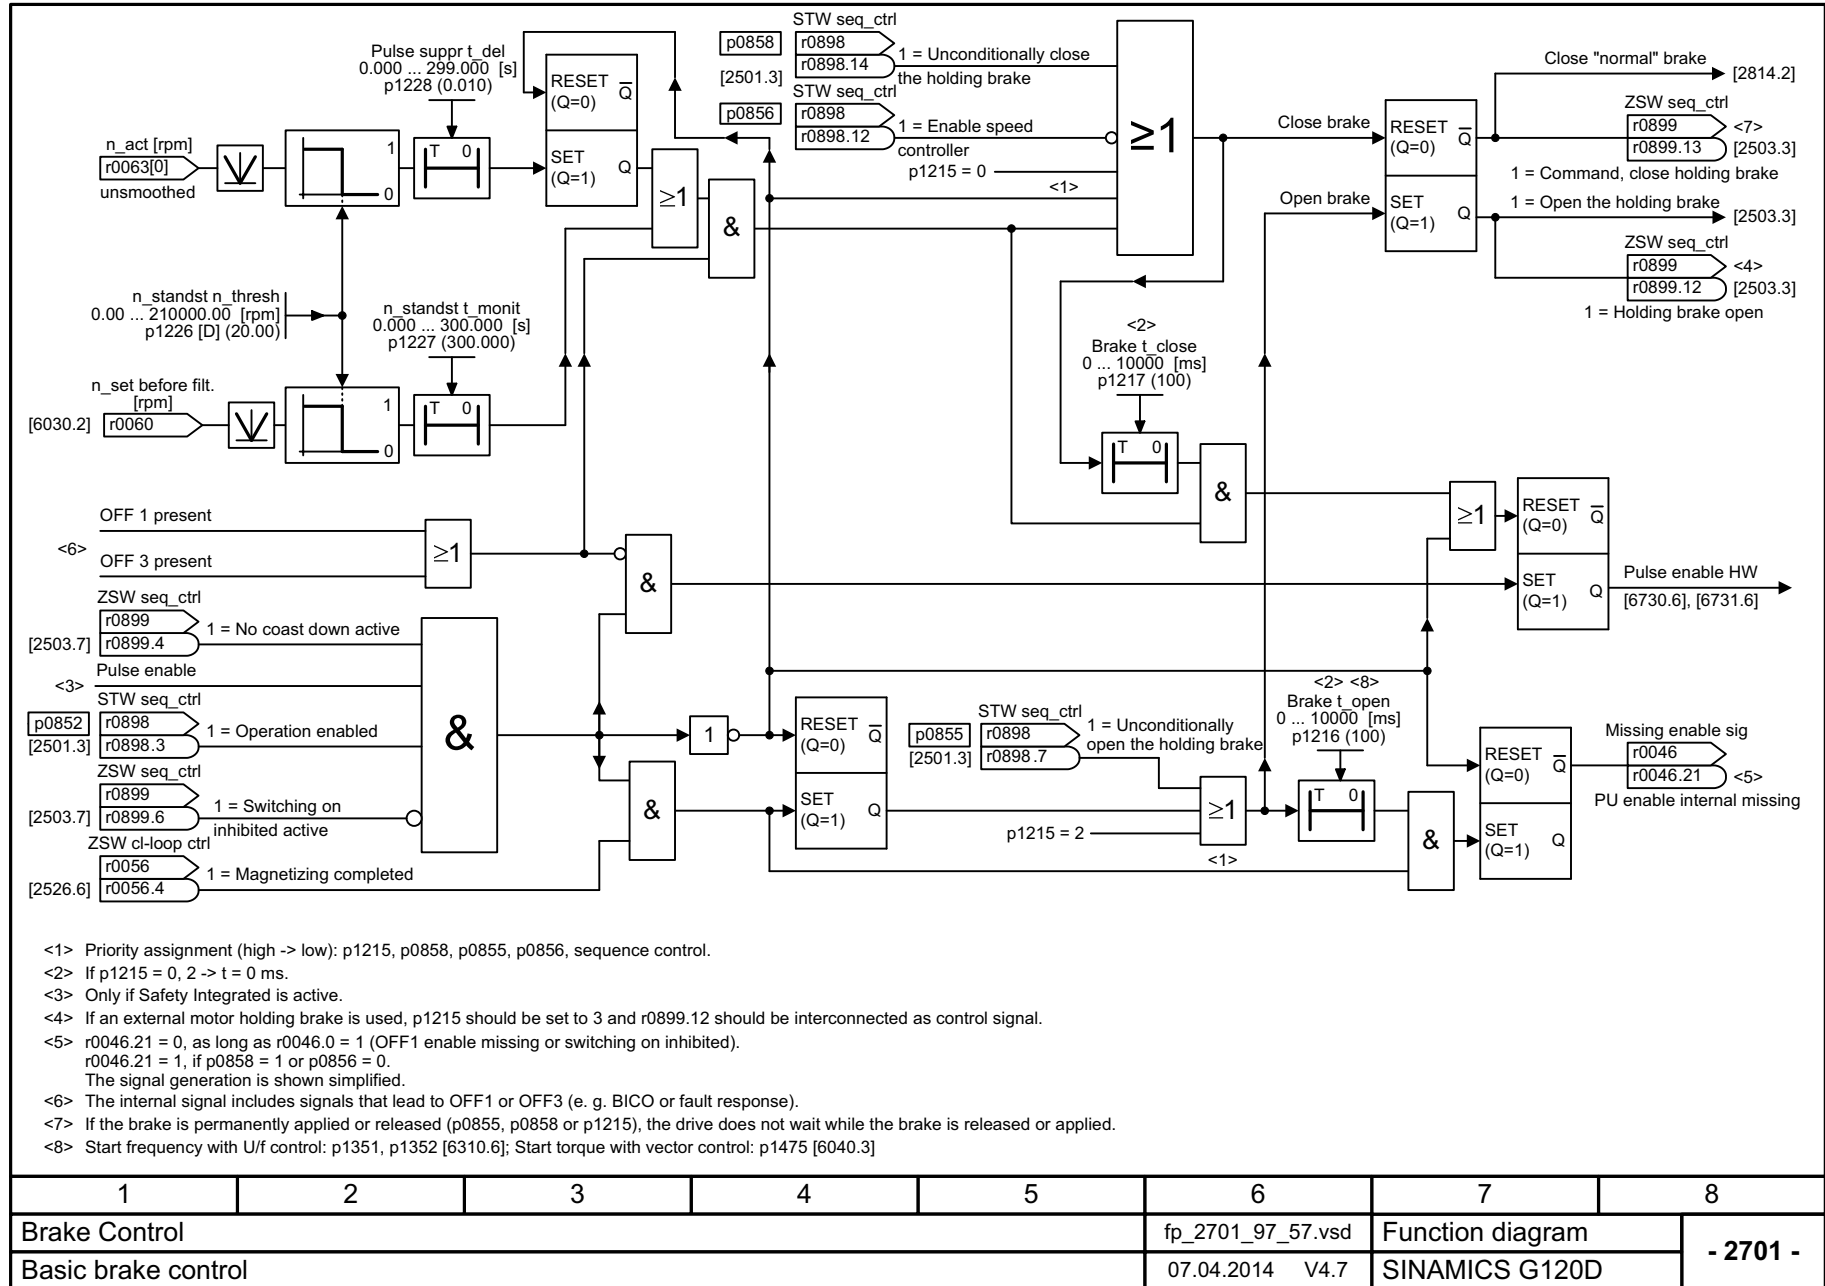 STW seq_ctrl
p0858
r0898
r0898.14
[2501.3]
1 = Unconditionally close
the holding brake
STW seq_ctrl
p0856
r0898
r0898.12
1 = Enable speed
controller
p1215 = 0
<1>
≥1
Pulse suppr t_del
0.000 ... 299.000 [s]
p1228 (0.010)
RESET
(Q=0)
Q
SET
(Q=1)
Q
n_act [rpm]
r0063[0]
unsmoothed
1
0
T 0
≥1
&
n_standst n_thresh
0.00 ... 210000.00 [rpm]
p1226 [D] (20.00)
n_standst t_monit
0.000 ... 300.000 [s]
p1227 (300.000)
n_set before filt.
[rpm]
[6030.2]
r0060
1
0
T 0
Close brake
Open brake
RESET
(Q=0)
Q
SET
(Q=1)
Q
Close "normal" brake
[2814.2]
ZSW seq_ctrl
r0899
<7>
r0899.13
[2503.3]
1 = Command, close holding brake
1 = Open the holding brake
[2503.3]
ZSW seq_ctrl
r0899
<4>
r0899.12
[2503.3]
1 = Holding brake open
<2>
Brake t_close
0 ... 10000 [ms]
p1217 (100)
T 0
&
≥1
RESET
(Q=0)
Q
SET
(Q=1)
Q
Pulse enable HW
[6730.6], [6731.6]
OFF 1 present
<6>
OFF 3 present
≥1
&
ZSW seq_ctrl
r0899
[2503.7]
r0899.4
1 = No coast down active
Pulse enable
<3>
STW seq_ctrl
p0852
r0898
[2501.3]
r0898.3
1 = Operation enabled
ZSW seq_ctrl
r0899
[2503.7]
r0899.6
1 = Switching on
inhibited active
ZSW cl-loop ctrl
r0056
[2526.6]
r0056.4
1 = Magnetizing completed
&
1
&
RESET
(Q=0)
Q
SET
(Q=1)
Q
STW seq_ctrl
p0855
r0898
[2501.3]
r0898.7
1 = Unconditionally
open the holding brake
p1215 = 2
≥1
<1>
<2> <8>
Brake t_open
0 ... 10000 [ms]
p1216 (100)
T 0
&
RESET
(Q=0)
Q
SET
(Q=1)
Q
Missing enable sig
r0046
r0046.21
<5>
PU enable internal missing
<1> Priority assignment (high -> low): p1215, p0858, p0855, p0856, sequence control.
<2> If p1215 = 0, 2 -> t = 0 ms.
<3> Only if Safety Integrated is active.
<4> If an external motor holding brake is used, p1215 should be set to 3 and r0899.12 should be interconnected as control signal.
<5> r0046.21 = 0, as long as r0046.0 = 1 (OFF1 enable missing or switching on inhibited).
r0046.21 = 1, if p0858 = 1 or p0856 = 0.
The signal generation is shown simplified.
<6> The internal signal includes signals that lead to OFF1 or OFF3 (e. g. BICO or fault response).
<7> If the brake is permanently applied or released (p0855, p0858 or p1215), the drive does not wait while the brake is released or applied.
<8> Start frequency with U/f control: p1351, p1352 [6310.6]; Start torque with vector control: p1475 [6040.3]
1 2 3 4 5 6 7 8
Brake Control
fp_2701_97_57.vsd
Function diagram
- 2701 -
Basic brake control
07.04.2014 V4.7
SINAMICS G120D